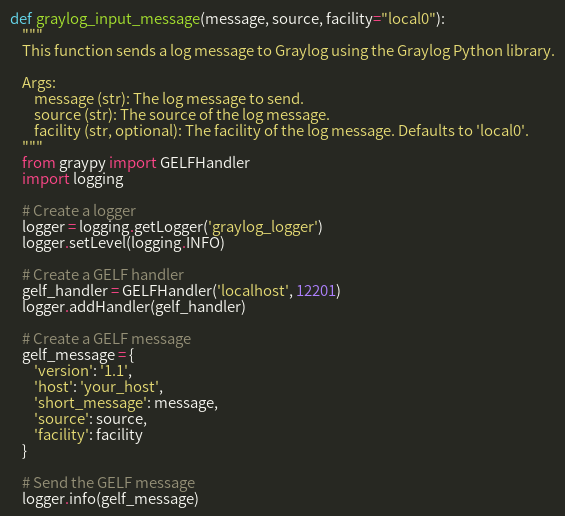 def graylog_input_message(message, source, facility="local0"):
    """
    This function sends a log message to Graylog using the Graylog Python library.

    Args:
        message (str): The log message to send.
        source (str): The source of the log message.
        facility (str, optional): The facility of the log message. Defaults to 'local0'.
    """
    from graypy import GELFHandler
    import logging

    # Create a logger
    logger = logging.getLogger('graylog_logger')
    logger.setLevel(logging.INFO)

    # Create a GELF handler
    gelf_handler = GELFHandler('localhost', 12201)
    logger.addHandler(gelf_handler)

    # Create a GELF message
    gelf_message = {
        'version': '1.1',
        'host': 'your_host',
        'short_message': message,
        'source': source,
        'facility': facility
    }

    # Send the GELF message
    logger.info(gelf_message)